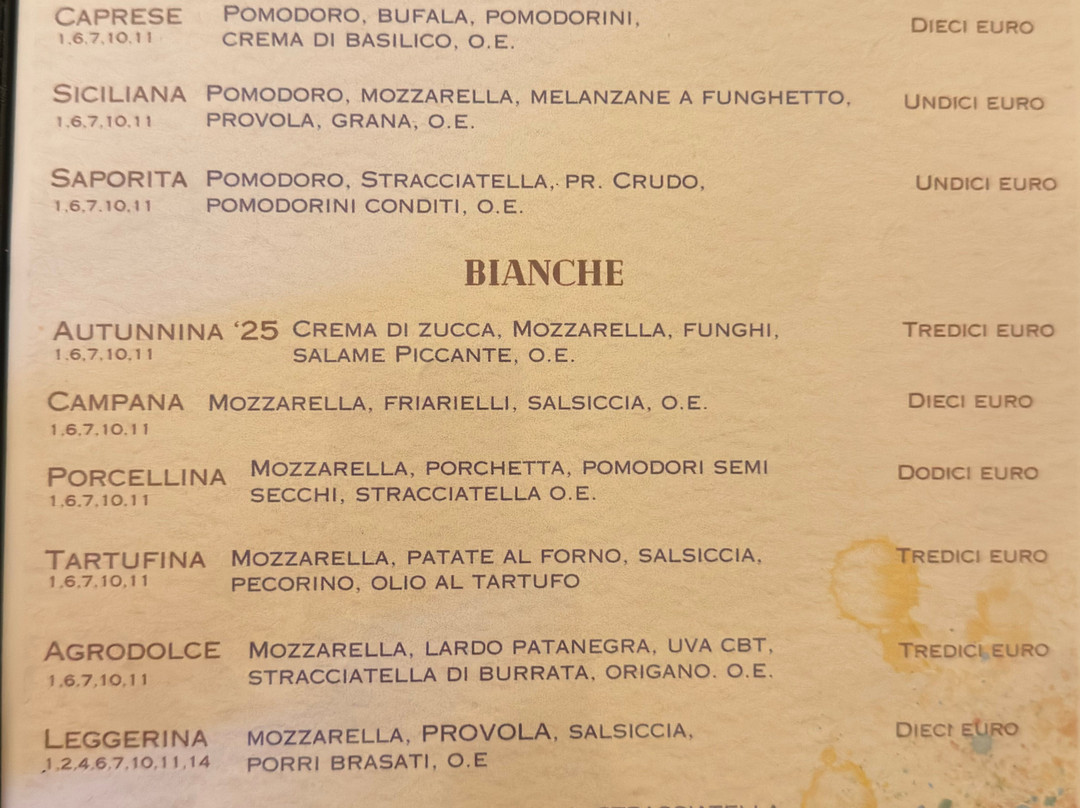 CAPRESE POMODORO, BUFALA, POMODORINI, DIECI EURO
1,6,7,10,11 CREMA DI BASILICO, O.E.
SICILIANA POMODORO, MOZZARELLA, MELANZANE A FUNGHETTO, UNDICI EURO
1,6,7,10,11 PROVOLA, GRANA, O.E.
SAPORITA POMODORO, STRACCIATELLA, PR. CRUDO, UNDICI EURO
1,6,7,10,11 POMODORINI CONDITI, O.E.
BIANCHE
AUTUNNINA '25 CREMA DI ZUCCA, MOZZARELLA, FUNGHI, TREDICI EURO
1,6,7,10,11 SALAME PICCANTE, O.E.
CAMPANA MOZZARELLA, FRIARIELLI, SALSICCIA, O.E. DIECI EURO
1,6,7,10,11
PORCELLINA MOZZARELLA, PORCHETTA, POMODORI SEMI DODICI EURO
1,6,7,10,11 SECCHI, STRACCIATELLA O.E.
TARTUFINA MOZZARELLA, PATATE AL FORNO, SALSICCIA, TREDICI EURO
1,6,7,10,11 PECORINO, OLIO AL TARTUFO
AGRODOLCE MOZZARELLA, LARDO PATANEGRA, UVA CBT, TREDICI EURO
1,6,7,10,11 STRACCIATELLA DI BURRATA, ORIGANO. O.E.
LEGGERINA MOZZARELLA, PROVOLA, SALSICCIA, DIECI EURO
1,2,4,6,7,10,11,14 PORRI BRASATI, O.E